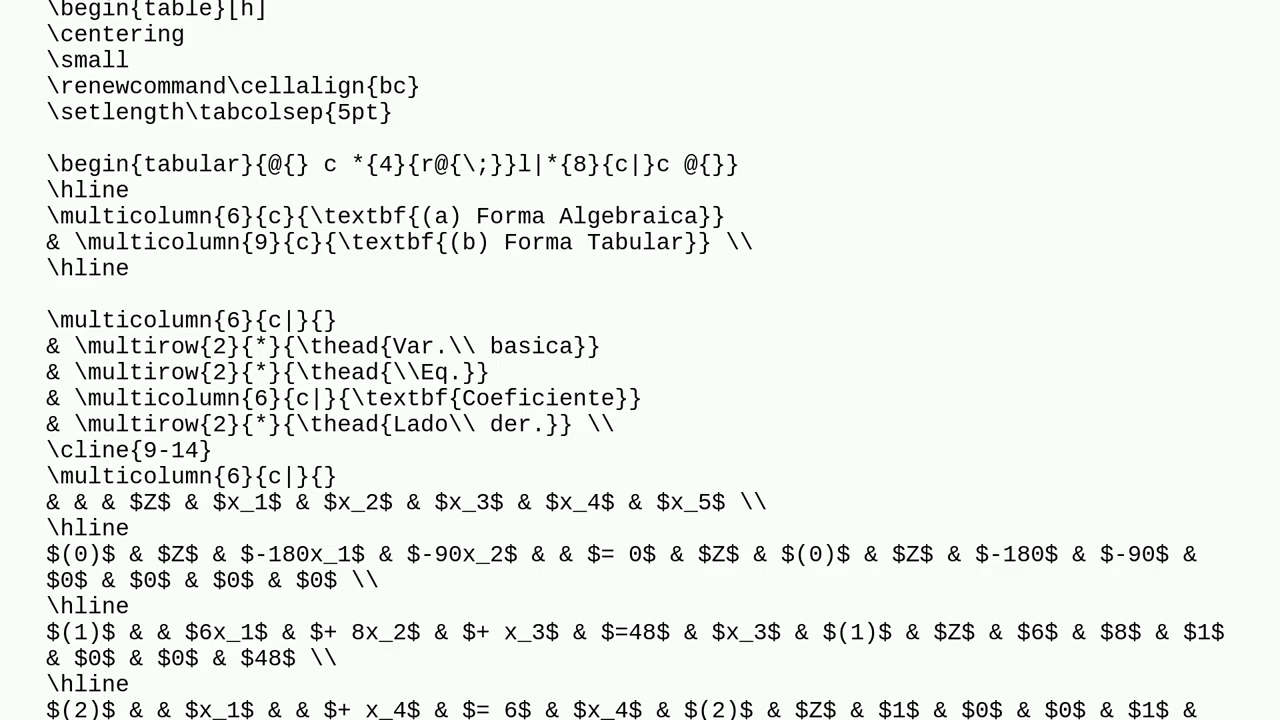 \begin{table}[h]
\centering
\small
\renewcommand\cellalign{bc}
\setlength\tabcolsep{5pt}
\begin{tabular}{@{} c *{4}{r@{\;}}l|*{8}{c|}c @{}}
\hline
\multicolumn{6}{c}{\textbf{(a) Forma Algebraica}}
& \multicolumn{9}{c}{\textbf{(b) Forma Tabular}} \\
\hline
\multicolumn{6}{c|}{}
& \multirow{2}{*}{\thead{Var.\\ basica}}
& \multirow{2}{*}{\thead{\\Eq.}}
& \multicolumn{6}{c|}{\textbf{Coeficiente}}
& \multirow{2}{*}{\thead{Lado\\ der.}} \\
\cline{9-14}
\multicolumn{6}{c|}{}
& & & $Z$ & $x_1$ & $x_2$ & $x_3$ & $x_4$ & $x_5$ \\
\hline
$(0)$ & $Z$ & $-180x_1$ & $-90x_2$ & & $= 0$ & $Z$ & $(0)$ & $Z$ & $-180$ & $-90$ &
$0$ & $0$ & $0$ & $0$ \\
\hline
$(1)$ & & $6x_1$ & $+ 8x_2$ & $+ x_3$ & $=48$ & $x_3$ & $(1)$ & $Z$ & $6$ & $8$ & $1$
& $0$ & $0$ & $48$ \\
\hline
$(2)$ & & $x_1$ & & $+ x_4$ & $= 6$ & $x_4$ & $(2)$ & $Z$ & $1$ & $0$ & $0$ & $1$ &